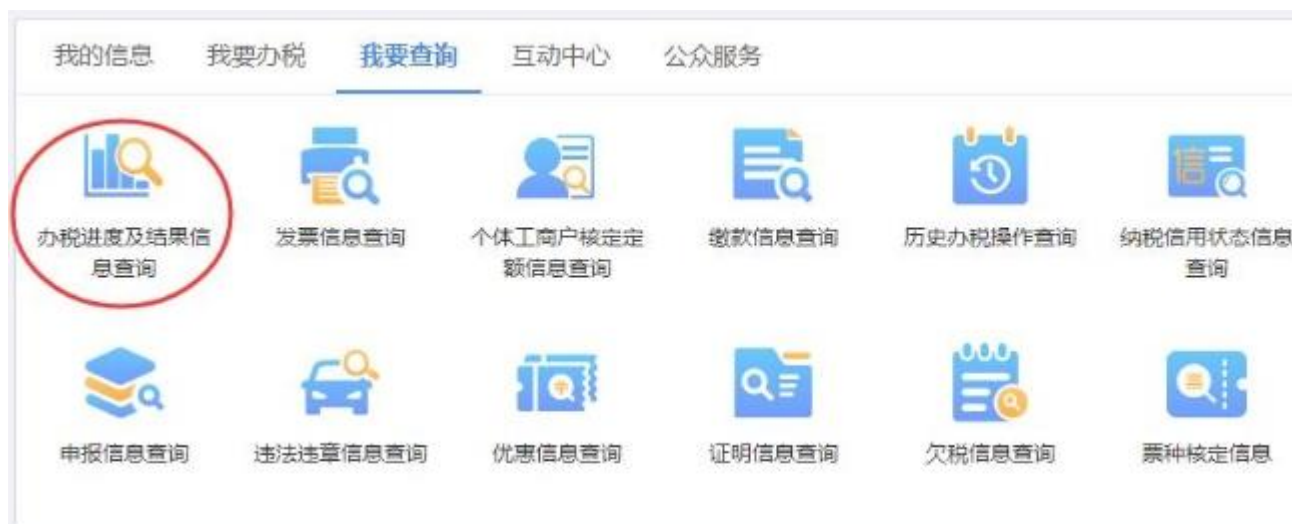 我的信息 我要办税 我要查询 互动中心 公众服务
信
办税进度及结果信息查询
发票信息查询
个体工商户核定定额信息查询
缴款信息查询
历史办税操作查询
纳税信用状态信息查询
申报信息查询
违法违章信息查询
优惠信息查询
证明信息查询
欠税信息查询
票种核定信息